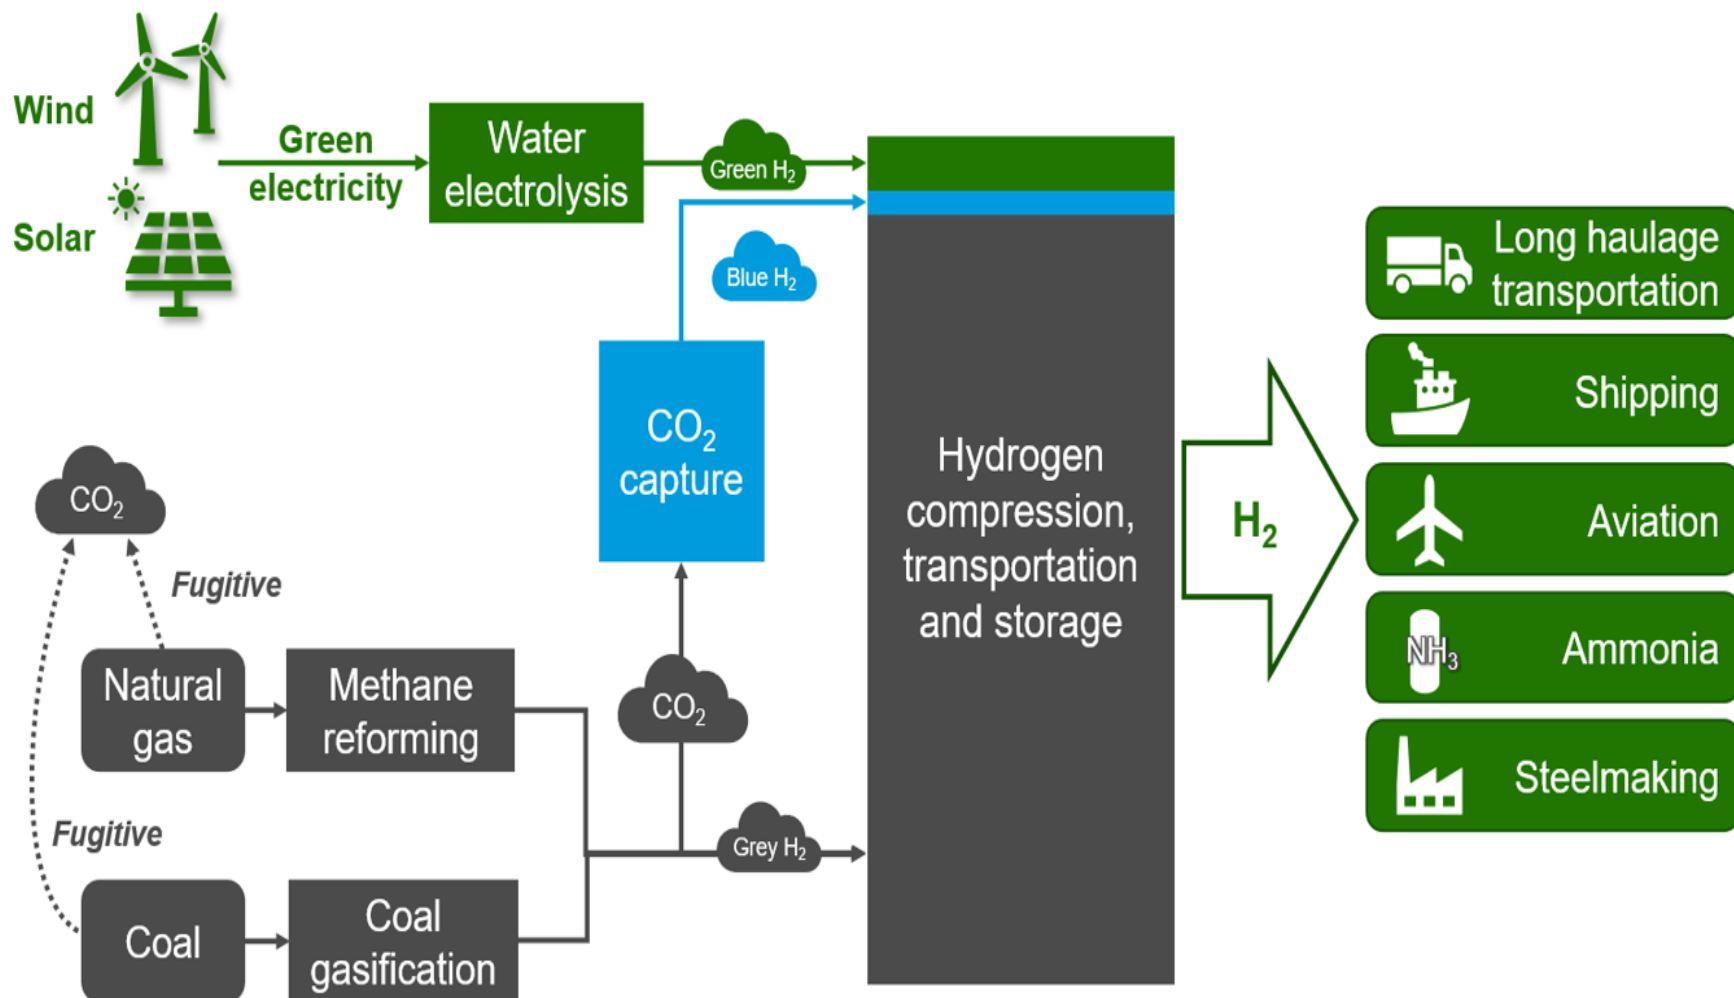 Wind
Solar
Green
electricity
Water
electrolysis
Green H₂
Blue H₂
CO₂
capture
CO₂
Fugitive
Natural
gas
Methane
reforming
CO₂
Fugitive
Grey H₂
Coal
Coal
gasification
Hydrogen
compression,
transportation
and storage
H₂
Long haulage
transportation
Shipping
Aviation
NH₃
Ammonia
Steelmaking